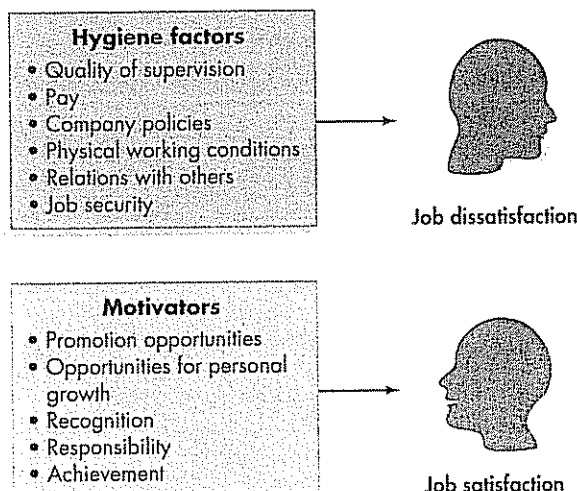 Hygiene factors
• Quality of supervision
• Pay
• Company policies
• Physical working conditions
• Relations with others
• Job security
Job dissatisfaction
Motivators
• Promotion opportunities
• Opportunities for personal
growth
• Recognition
• Responsibility
• Achievement
Job satisfaction